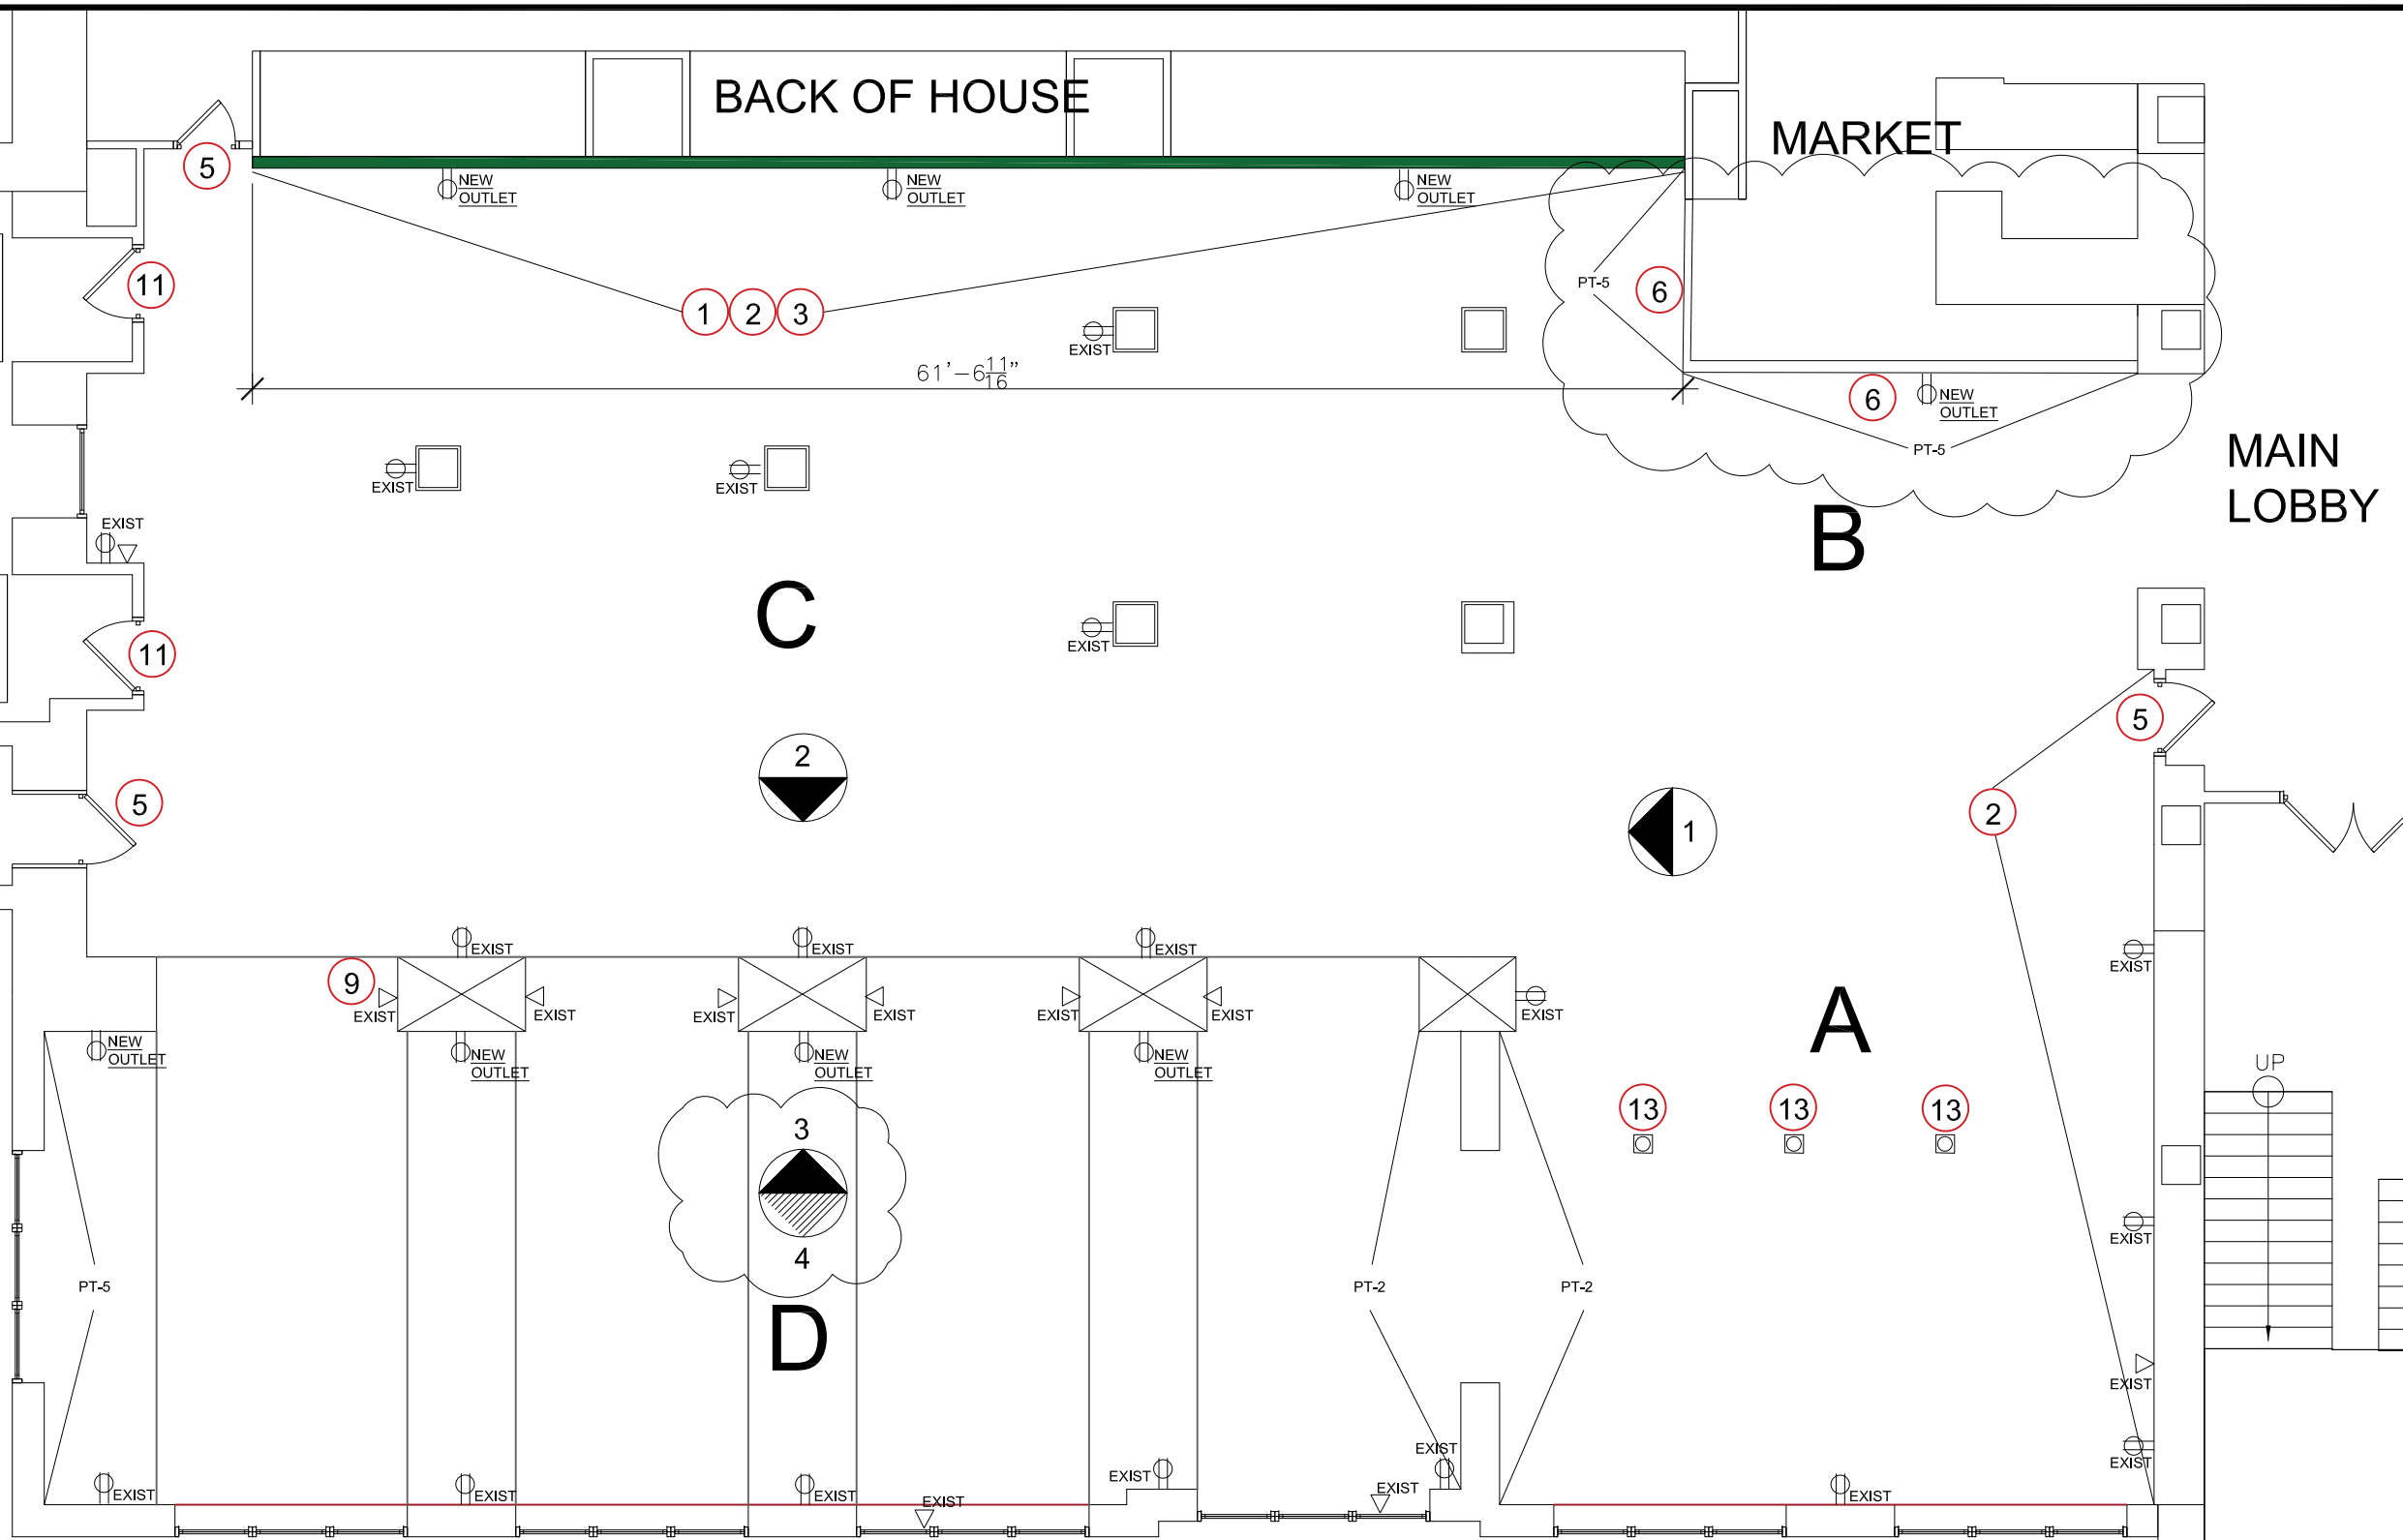 BACK OF HOUSE
MARKET
5
NEW
OUTLET
NEW
OUTLET
NEW
OUTLET
11
1 2 3
PT-5
6
EXIST
61'-6 11/16"
6
NEW
OUTLET
PT-5
MAIN
LOBBY
EXIST
EXIST
EXIST
B
C
EXIST
11
5
2
5
1
2
EXIST
EXIST
EXIST
EXIST
9
EXIST
EXIST
EXIST
EXIST
EXIST
EXIST
EXIST
A
NEW
OUTLET
NEW
OUTLET
NEW
OUTLET
NEW
OUTLET
UP
13
13
13
3
4
EXIST
PT-5
PT-2
PT-2
D
EXIST
EXIST
EXIST
EXIST
EXIST
EXIST
EXIST
EXIST
EXIST
EXIST
EXIST